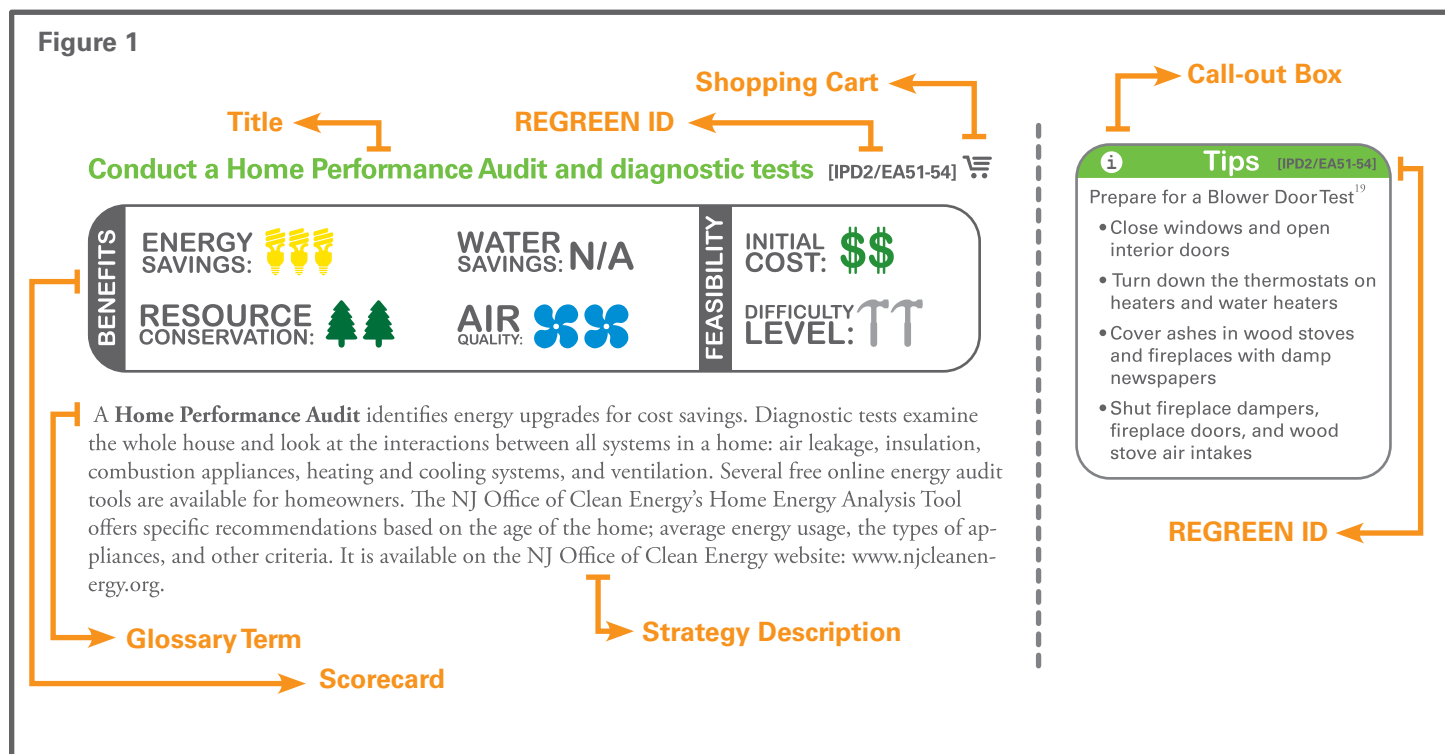 Figure 1
Shopping Cart
Title
REGREEN ID
Conduct a Home Performance Audit and diagnostic tests [IPD2/EA51-54]
BENEFITS
ENERGY
SAVINGS:
WATER
SAVINGS: N/A
RESOURCE
CONSERVATION:
AIR
QUALITY:
FEASIBILITY
INITIAL
COST: $$
DIFFICULTY
LEVEL:
A Home Performance Audit identifies energy upgrades for cost savings. Diagnostic tests examine
the whole house and look at the interactions between all systems in a home: air leakage, insulation,
combustion appliances, heating and cooling systems, and ventilation. Several free online energy audit
tools are available for homeowners. The NJ Office of Clean Energy's Home Energy Analysis Tool
offers specific recommendations based on the age of the home; average energy usage, the types of ap-
pliances, and other criteria. It is available on the NJ Office of Clean Energy website: www.njcleanen-
ergy.org.
Glossary Term
Strategy Description
Scorecard
Call-out Box
i Tips [IPD2/EA51-54]
Prepare for a Blower Door Test19
• Close windows and open
interior doors
• Turn down the thermostats on
heaters and water heaters
• Cover ashes in wood stoves
and fireplaces with damp
newspapers
• Shut fireplace dampers,
fireplace doors, and wood
stove air intakes
REGREEN ID